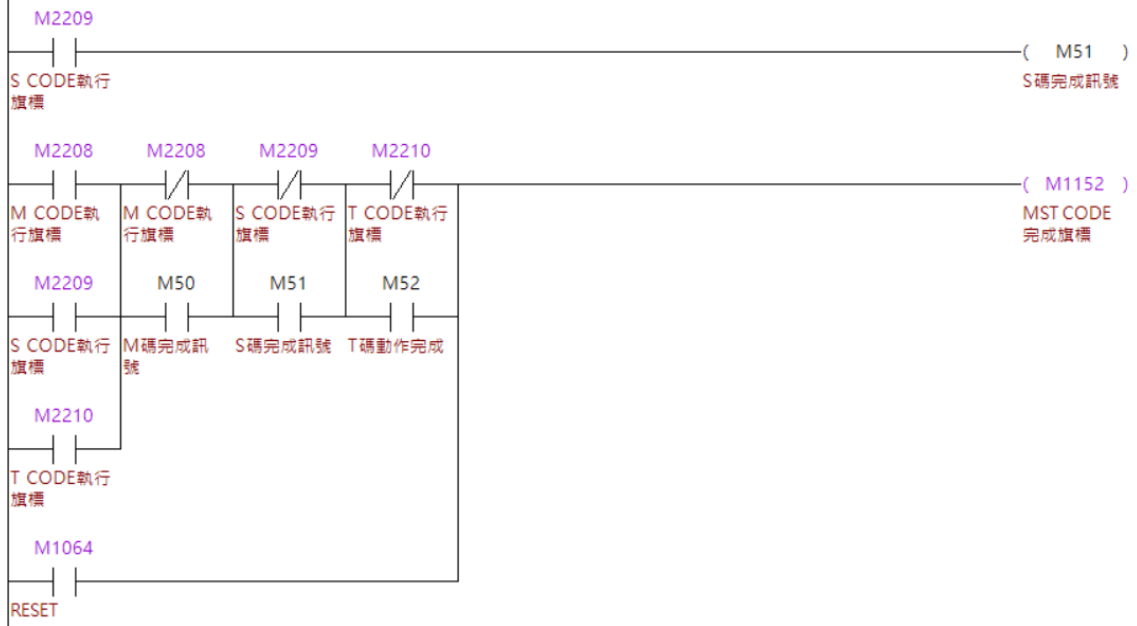 M2209
( M51 )
S CODE執行
旗標
S碼完成訊號
M2208 M2208 M2209 M2210
( M1152 )
M CODE執 M CODE執 S CODE執行 T CODE執行 MST CODE
行旗標 行旗標 旗標 旗標 完成旗標
M2209 M50 M51 M52
S CODE執行 M碼完成訊 S碼完成訊號 T碼動作完成
旗標 號
M2210
T CODE執行
旗標
M1064
RESET